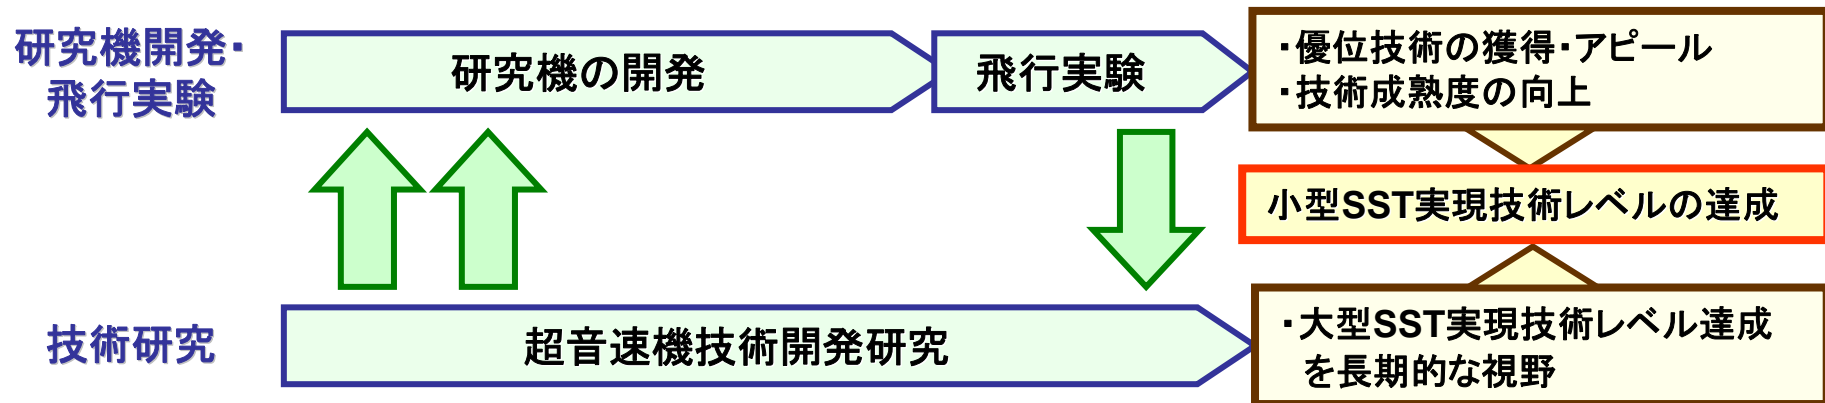 研究機開発・
飛行実験
研究機の開発
飛行実験
・優位技術の獲得・アピール
・技術成熟度の向上
小型SST実現技術レベルの達成
技術研究
超音速機技術開発研究
・大型SST実現技術レベル達成
を長期的な視野